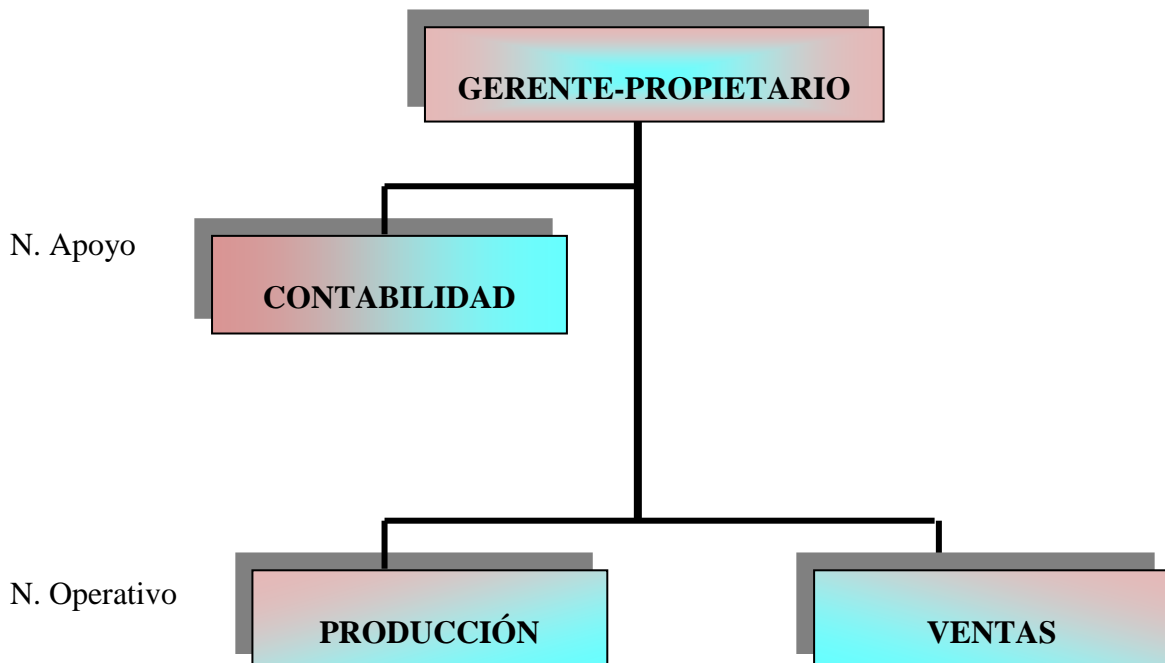 GERENTE-PROPIETARIO
N. Apoyo
CONTABILIDAD
N. Operativo
PRODUCCIÓN
VENTAS